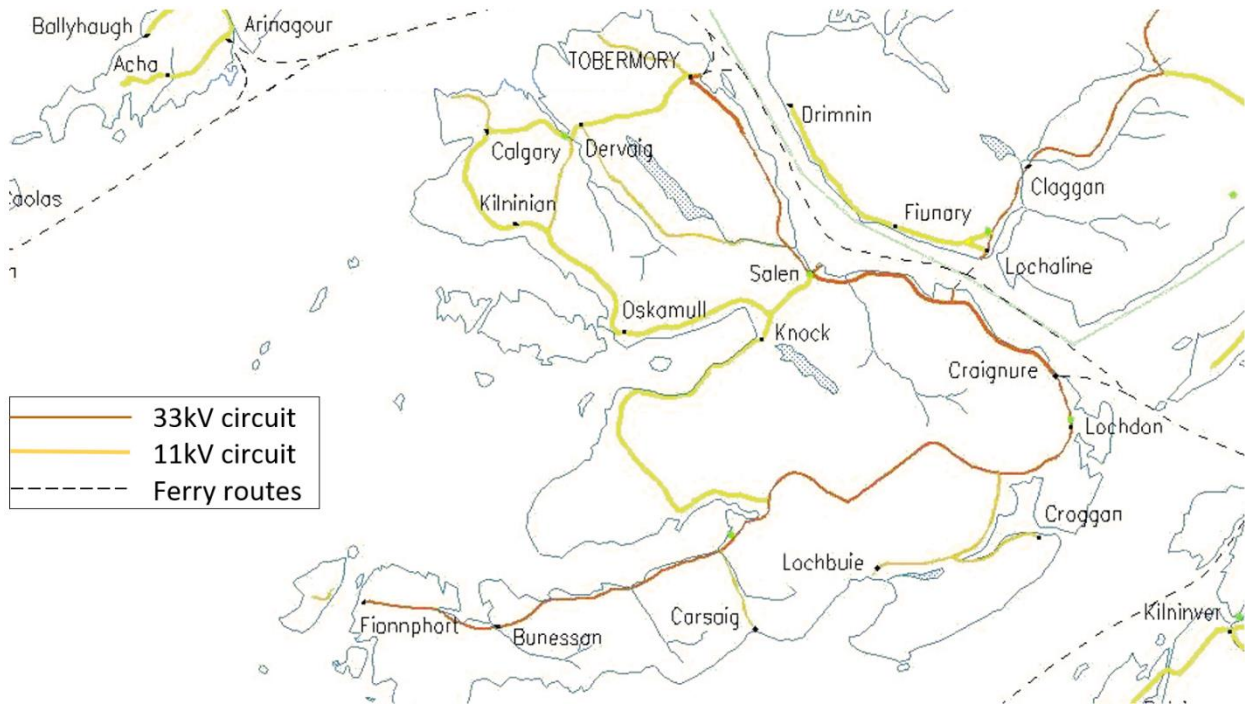 Ballyhaugh
Arinagour
Acha
TOBERMORY
Drimnin
Calgary
Dervaig
Claggan
Kilninian
Fiunary
Lochaline
Salen
Oskamull
Knock
Craignure
33kV circuit
Lochdon
11kV circuit
Ferry routes
Croggan
Lochbuie
Fionnphort
Bunessan
Carsaig
Kilninver